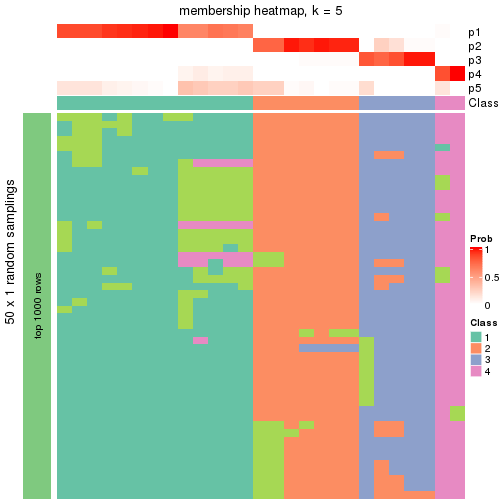 membership heatmap, k = 5
p1
p2
p3
p4
p5
Class
50 x 1 random samplings
top 1000 rows
Prob
1
0.5
0
Class
1
2
3
4